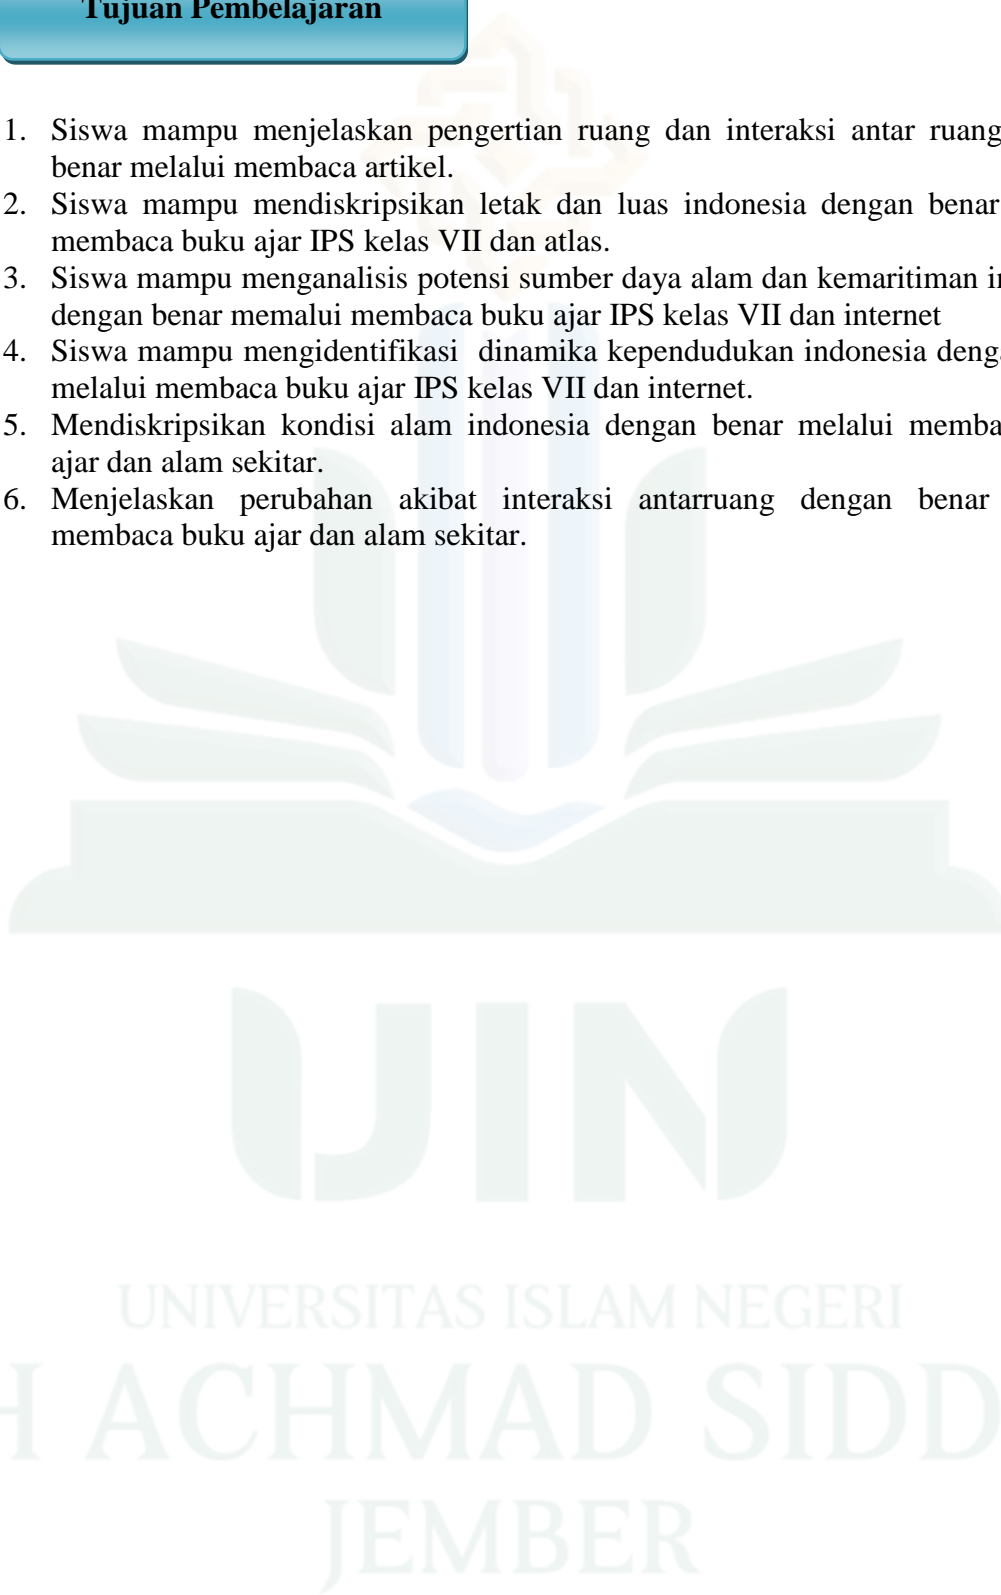 Tujuan Pembelajaran
1. Siswa mampu menjelaskan pengertian ruang dan interaksi antar ruang
benar melalui membaca artikel.
2. Siswa mampu mendiskripsikan letak dan luas indonesia dengan benar
membaca buku ajar IPS kelas VII dan atlas.
3. Siswa mampu menganalisis potensi sumber daya alam dan kemaritiman
dengan benar memalui membaca buku ajar IPS kelas VII dan internet
4. Siswa mampu mengidentifikasi dinamika kependudukan indonesia
melalui membaca buku ajar IPS kelas VII dan internet.
5. Mendiskripsikan kondisi alam indonesia dengan benar melalui
ajar dan alam sekitar.
6. Menjelaskan perubahan akibat interaksi antarruang dengan benar
membaca buku ajar dan alam sekitar.
UIN
UNIVERSITAS ISLAM NEGERI
H ACHMAD SIDD
JEMBER